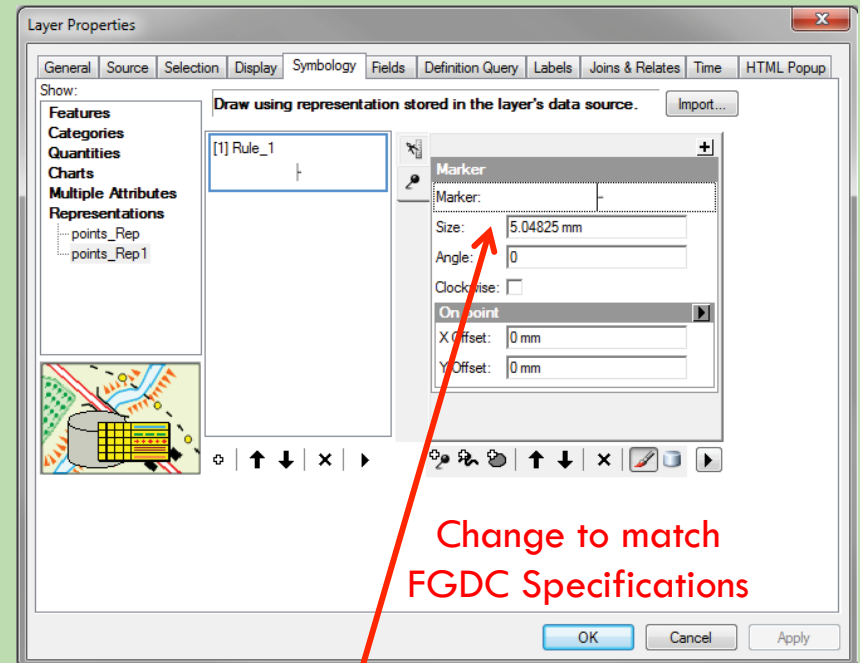 Layer Properties
x
General Source Selection Display Symbology Fields Definition Query Labels Joins & Relates Time HTML Popup
Show:
Features
Categories
Quantities
Charts
Multiple Attributes
Representations
points_Rep
points_Rep1
Draw using representation stored in the layer's data source.
Import...
[1] Rule_1
Marker
Marker:
Size: 5.04825 mm
Angle: 0
Clockwise:
On point
X Offset: 0 mm
Y Offset: 0 mm
Change to match
FGDC Specifications
OK Cancel Apply